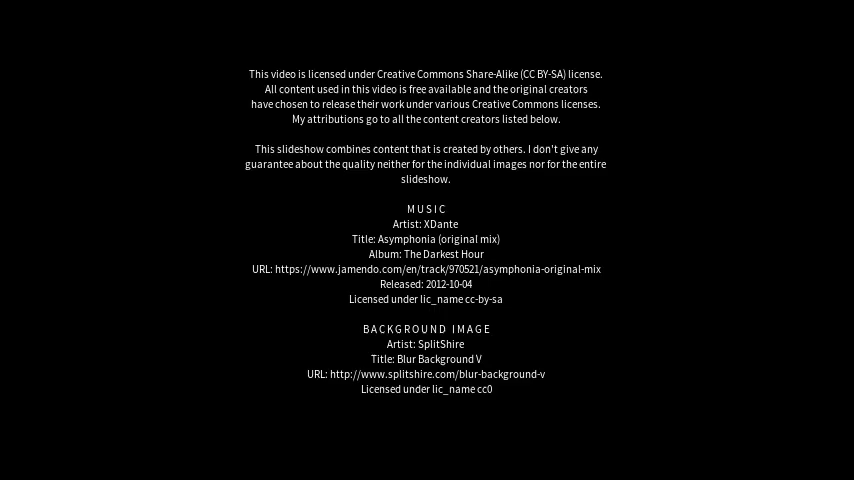 This video is licensed under Creative Commons Share-Alike (CC BY-SA) license.
All content used in this video is free available and the original creators
have chosen to release their work under various Creative Commons licenses.
My attributions go to all the content creators listed below.
This slideshow combines content that is created by others. I don't give any
guarantee about the quality neither for the individual images nor for the entire
slideshow.
MUSIC
Artist: XDante
Title: Asymphonia (original mix)
Album: The Darkest Hour
URL: https://www.jamendo.com/en/track/970521/asymphonia-original-mix
Released: 2012-10-04
Licensed under lic_name cc-by-sa
BACKGROUND IMAGE
Artist: SplitShire
Title: Blur Background V
URL: http://www.splitshire.com/blur-background-v
Licensed under lic_name cc0